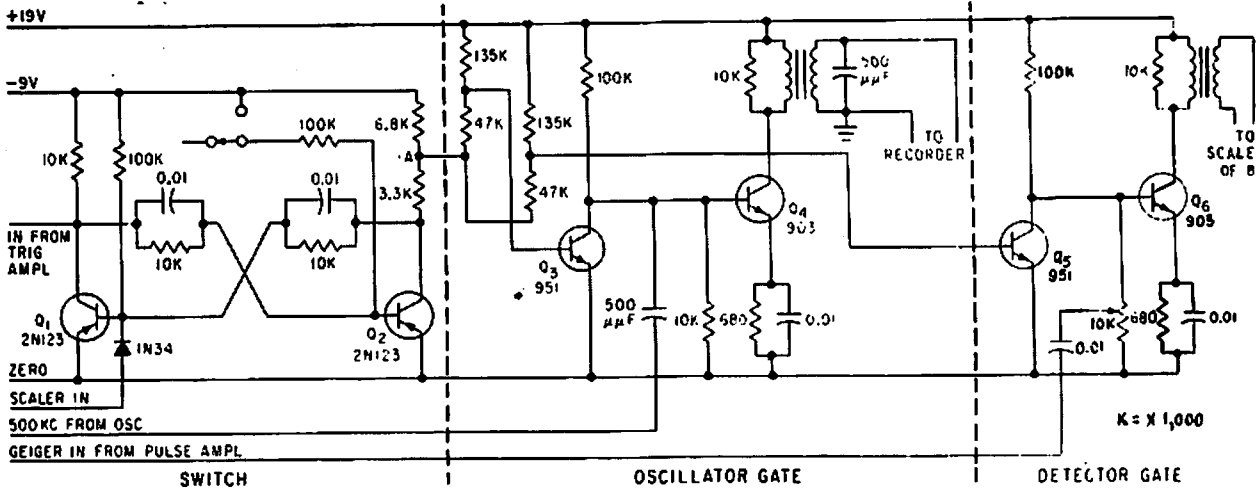 +19V
-9V
135K
100K
10K
500
μμF
100K
10K
10K
100K
100K
6.8K
A
47K
135K
TO
RECORDER
TO
SCALE
OF 8
0.01
0.01
3.3K
47K
IN FROM
TRIG
AMPL
10K
10K
Q3
951
Q4
903
Q5
951
Q6
905
Q1
2N123
Q2
2N123
1N34
500
μμF
10K
680
0.01
0.01
10K
680
0.01
ZERO
SCALER IN
500KC FROM OSC
GEIGER IN FROM PULSE AMPL
K = X 1,000
SWITCH
OSCILLATOR GATE
DETECTOR GATE